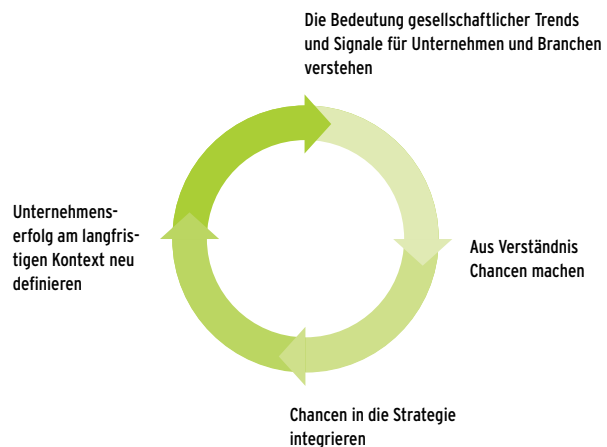 Die Bedeutung gesellschaftlicher Trends
und Signale für Unternehmen und Branchen
verstehen
Aus Verständnis
Chancen machen
Chancen in die Strategie
integrieren
Unternehmens-
erfolg am langfris-
tigen Kontext neu
definieren